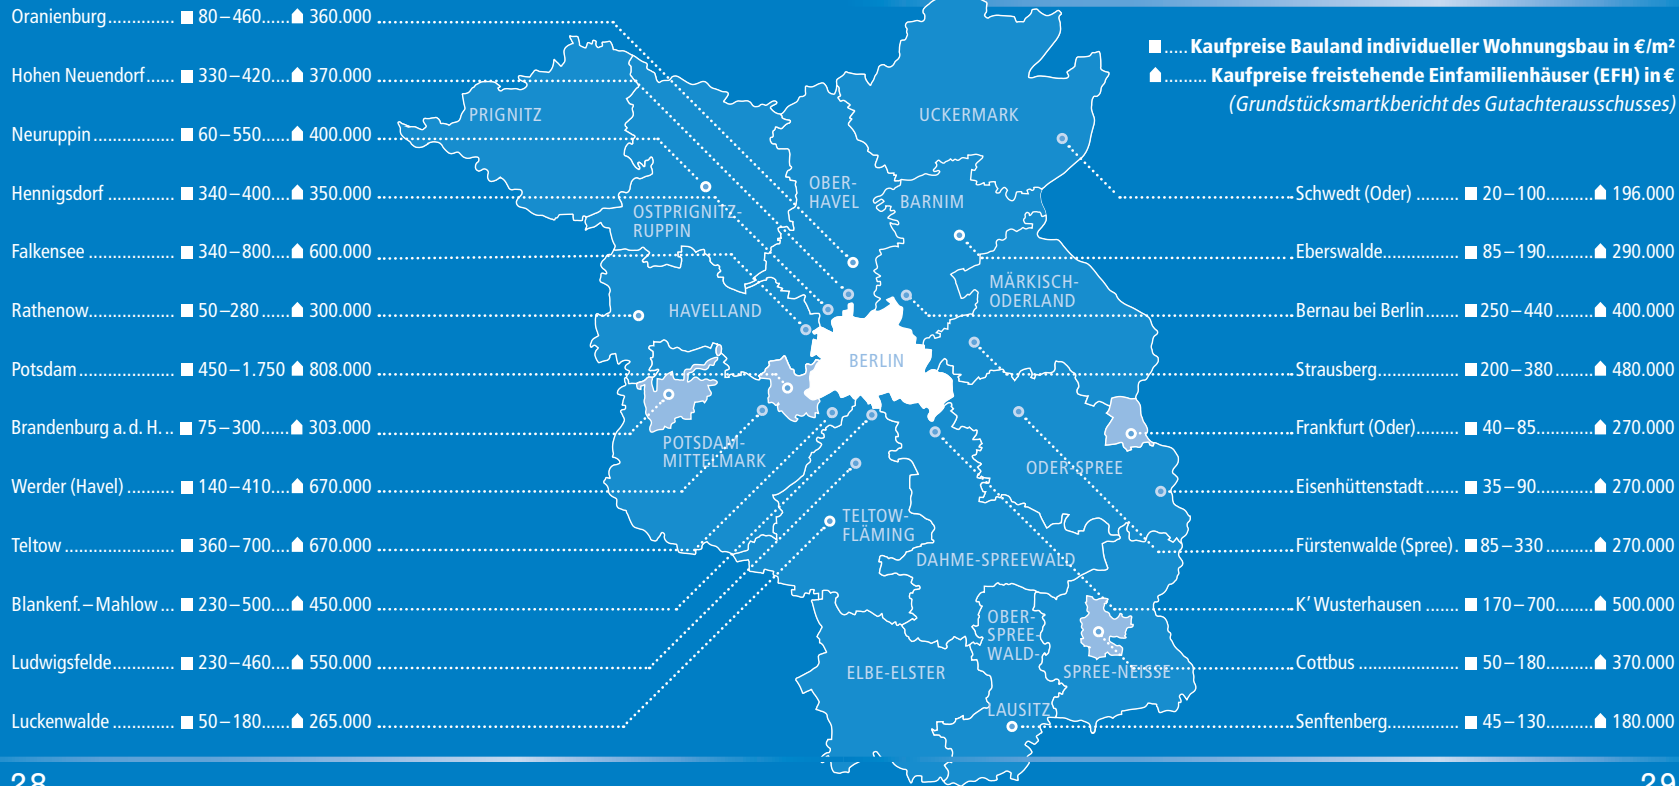 Oranienburg............. ■ 80–460......☗ 360.000
Hohen Neuendorf...... ■ 330–420...☗ 370.000
Neuruppin................ ■ 60–550.....☗ 400.000
Hennigsdorf............. ■ 340–400...☗ 350.000
Falkensee................. ■ 340–800...☗ 600.000
Rathenow................. ■ 50–280......☗ 300.000
Potsdam................... ■ 450–1.750 ☗ 808.000
Brandenburg a.d. H... ■ 75–300......☗ 303.000
Werder (Havel).......... ■ 140–410....☗ 670.000
Teltow...................... ■ 360–700...☗ 670.000
Blankenf.–Mahlow... ■ 230–500...☗ 450.000
Ludwigsfelde............ ■ 230–460...☗ 550.000
Luckenwalde............. ■ 50–180......☗ 265.000
28
PRIGNITZ
OSTPRIGNITZ-
RUPPIN
OBER-
HAVEL
UCKERMARK
BARNIM
MÄRKISCH-
ODERLAND
HAVELLAND
BERLIN
POTSDAM-
MITTELMARK
ODER-SPREE
TELTOW-
FLÄMING
DAHME-SPREEWALD
OBER-
SPREE-
WALD-
LAUSITZ
ELBE-ELSTER
SPREE-NEISSE
■..... Kaufpreise Bauland individueller Wohnungsbau in €/m²
☗......... Kaufpreise freistehende Einfamilienhäuser (EFH) in €
(Grundstücksmartkbericht des Gutachterausschusses)
Schwedt (Oder) ......... ■ 20–100..........☗ 196.000
Eberswalde................ ■ 85–190..........☗ 290.000
Bernau bei Berlin....... ■ 250–440........☗ 400.000
Strausberg................. ■ 200–380........☗ 480.000
Frankfurt (Oder)......... ■ 40–85............☗ 270.000
Eisenhüttenstadt....... ■ 35–90............☗ 270.000
Fürstenwalde (Spree). ■ 85–330..........☗ 270.000
K’ Wusterhausen ....... ■ 170–700........☗ 500.000
Cottbus ..................... ■ 50–180..........☗ 370.000
Senftenberg............... ■ 45–130..........☗ 180.000
29